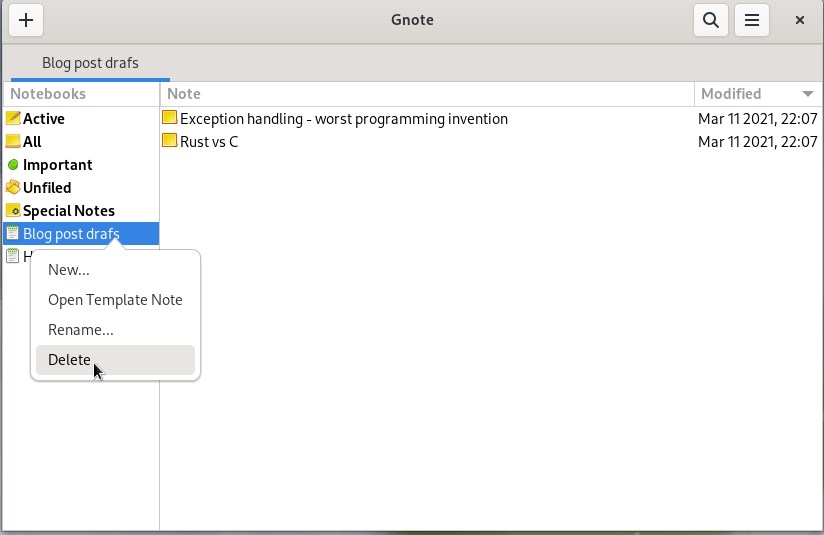 Gnote
Blog post drafs
Notebooks
Note
Modified
Active
All
Important
Unfiled
Special Notes
Blog post drafs
Exception handling - worst programming invention
Mar 11 2021, 22:07
Rust vs C
Mar 11 2021, 22:07
New...
Open Template Note
Rename...
Delete